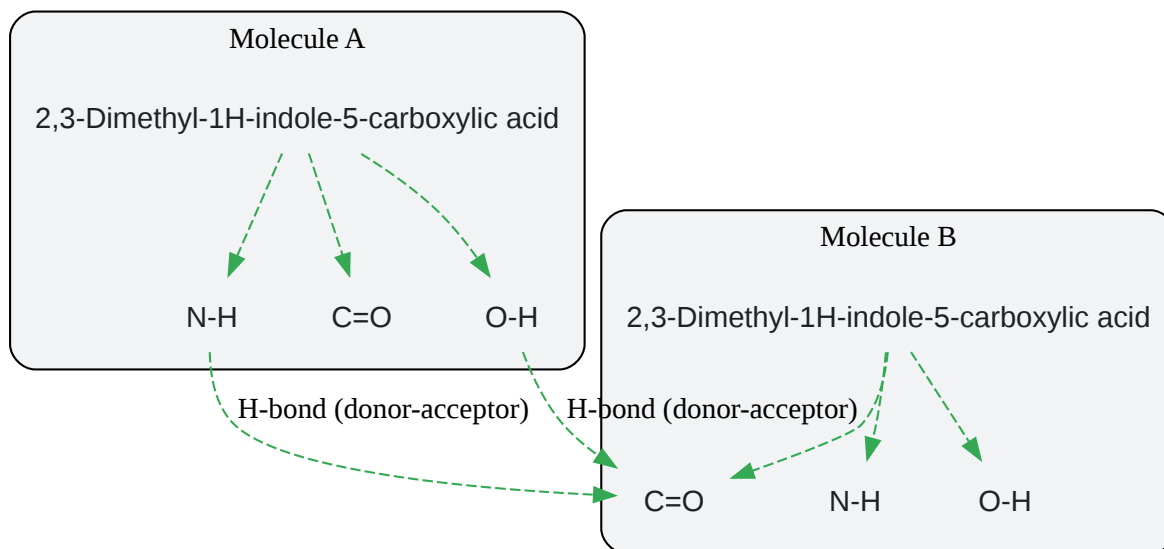 Molecule A
2,3-Dimethyl-1H-indole-5-carboxylic acid
N-H
C=O
O-H
Molecule B
2,3-Dimethyl-1H-indole-5-carboxylic acid
H-bond (donor-acceptor)
H-bond (donor-acceptor)
C=O
N-H
O-H